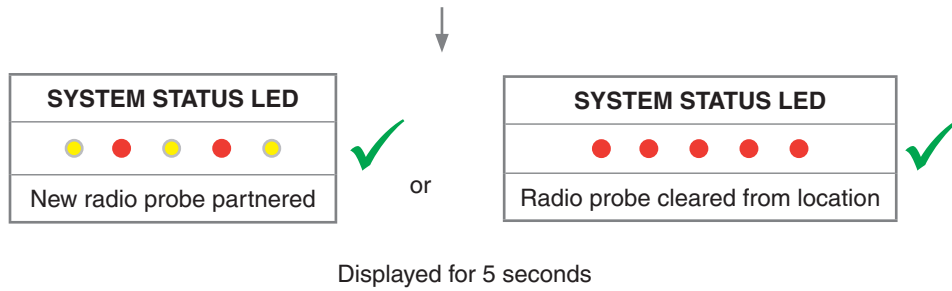 SYSTEM STATUS LED
New radio probe partnered
or
SYSTEM STATUS LED
Radio probe cleared from location
Displayed for 5 seconds